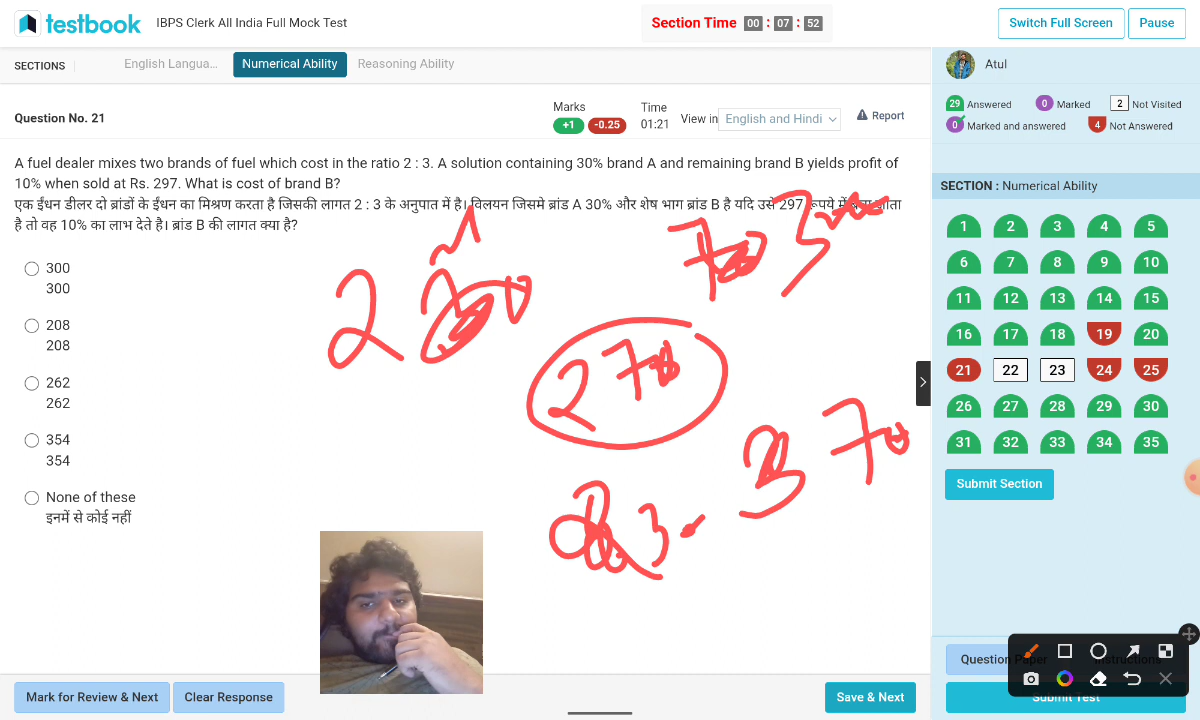 testbook
IBPS Clerk All India Full Mock Test
Section Time 00 : 07 : 52
Switch Full Screen
Pause
SECTIONS
English Langua...
Numerical Ability
Reasoning Ability
Atul
29 Answered
0 Marked
2 Not Visited
0 Marked and answered
4 Not Answered
Question No. 21
Marks
+1 -0.25
Time
01:21
View in English and Hindi
Report
A fuel dealer mixes two brands of fuel which cost in the ratio 2 : 3. A solution containing 30% brand A and remaining brand B yields profit of
10% when sold at Rs. 297. What is cost of brand B?
एक ईंधन डीलर दो ब्रांडों के ईंधन का मिश्रण करता है जिसकी लागत 2 : 3 के अनुपात में है। विलयन जिसमे ब्रांड A 30% और शेष भाग ब्रांड B है यदि उसे 297 रूपये में
है तो वह 10% का लाभ देते है। ब्रांड B की लागत क्या है?
300
300
208
208
262
262
354
354
None of these
इनमें से कोई नहीं
270
SECTION : Numerical Ability
1 2 3 4 5
6 7 8 9 10
11 12 13 14 15
16 17 18 19 20
21 22 23 24 25
26 27 28 29 30
31 32 33 34 35
Submit Section
Question Paper
Instructions
Submit Test
Mark for Review & Next
Clear Response
Save & Next